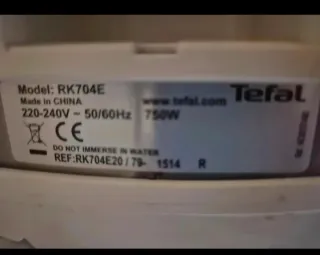 Model: RK704E
Made in CHINA
www.tefal.com
Tefal
220-240V ~ 50/60Hz 750W
CE
DO NOT IMMERSE IN WATER
REF:RK704E20 / 79- 1514 R